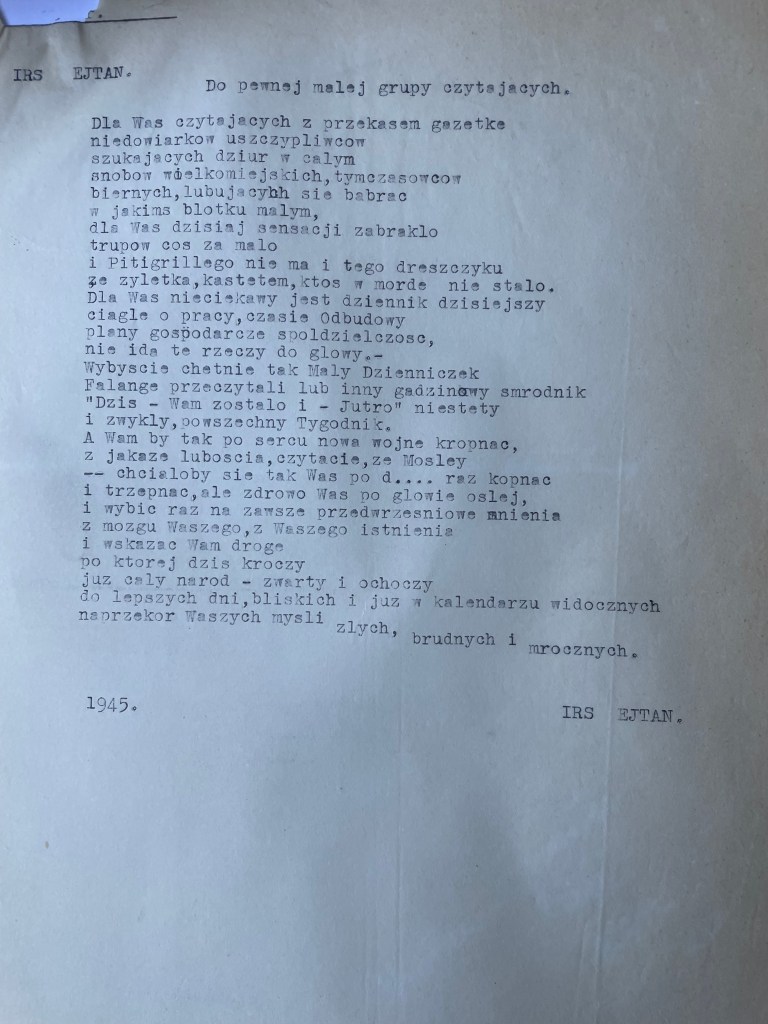 IRS EJTAN.
Do pewnej malej grupy czytajacych.
Dla Was czytajacych z przekasem gazetke
niedowiarkow uszczypliwcow
szukajacych dziur w calym
snobow wielkomiejskich,tymczasowcow
biernych,lubujacyhh sie babrac
w jakims blotku malym,
dla Was dzisiaj sensacji zabraklo
trupow cos za malo
i Pitigrillego nie ma i tego dreszczyku
ze zyletka,kastetem,ktos w morde nie stalo.
Dla Was nieciekawy jest dziennik dzisiejszy
ciagle o pracy,czasie Odbudowy
plany gospodarcze spoldzielczosc,
nie ida te rzeczy do glowy.-
Wybyscie chetnie tak Maly Dzienniczek
Falange przeczytali lub inny gadzinowy smrodnik
"Dzis - Wam zostalo i - Jutro" niestety
i zwykly,powszechny Tygodnik.
A Wam by tak po sercu nowa wojne kropnac,
z jakaze luboscia,czytacie,ze Mosley
-- chcialoby sie tak Was po d.... raz kopnac
i trzepnac,ale zdrowo Was po glowie oslej,
i wybic raz na zawsze przedwrzesniowe mnienia
z mozgu Waszego,z Waszego istnienia
i wskazac Wam droge
po ktorej dzis kroczy
juz caly narod - zwarty i ochoczy
do lepszych dni,bliskich i juz w kalendarzu widocznych
naprzekor Waszych mysli zlych, brudnych i mrocznych.
1945.
IRS EJTAN.